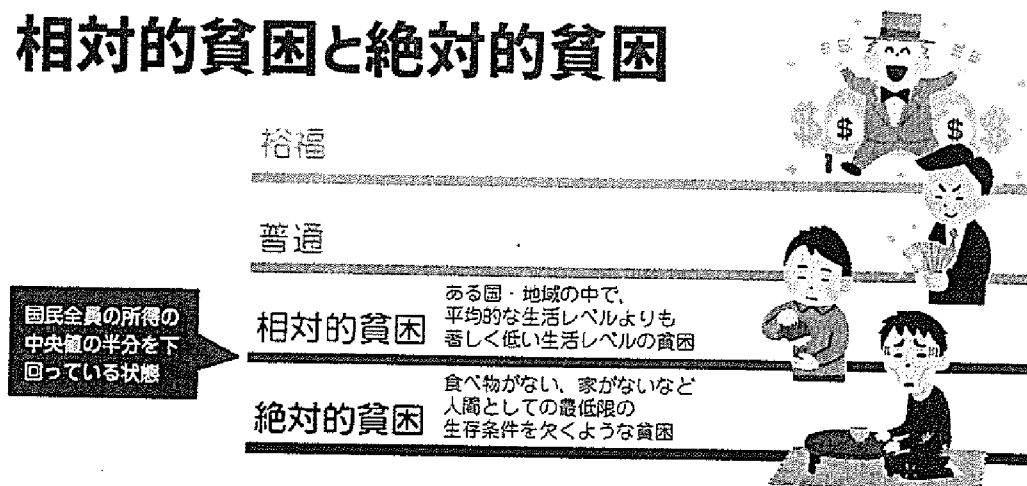 相対的貧困と絶対的貧困
裕福
普通
国民全員の所得の
中央値の半分を下
回っている状態
相対的貧困
ある国・地域の中で、
平均的な生活レベルよりも
著しく低い生活レベルの貧困
絶対的貧困
食べ物がない、家がないなど
人間としての最低限の
生存条件を欠くような貧困
$
$
$
$